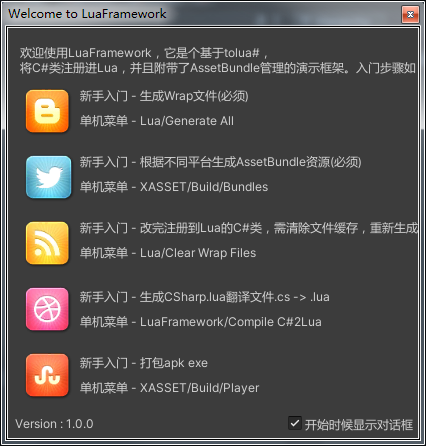 Welcome to LuaFramework
欢迎使用LuaFramework，它是个基于tolua#，
将C#类注册进Lua，并且附带了AssetBundle管理的演示框架。入门步骤如
新手入门 - 生成Wrap文件(必须)
单机菜单 - Lua/Generate All
新手入门 - 根据不同平台生成AssetBundle资源(必须)
单机菜单 - XASSET/Build/Bundles
新手入门 - 改完注册到Lua的C#类，需清除文件缓存，重新生成
单机菜单 - Lua/Clear Wrap Files
新手入门 - 生成CSharp.lua翻译文件.cs -> .lua
单机菜单 - LuaFramework/Compile C#2Lua
新手入门 - 打包apk exe
单机菜单 - XASSET/Build/Player
Version : 1.0.0
开始时候显示对话框